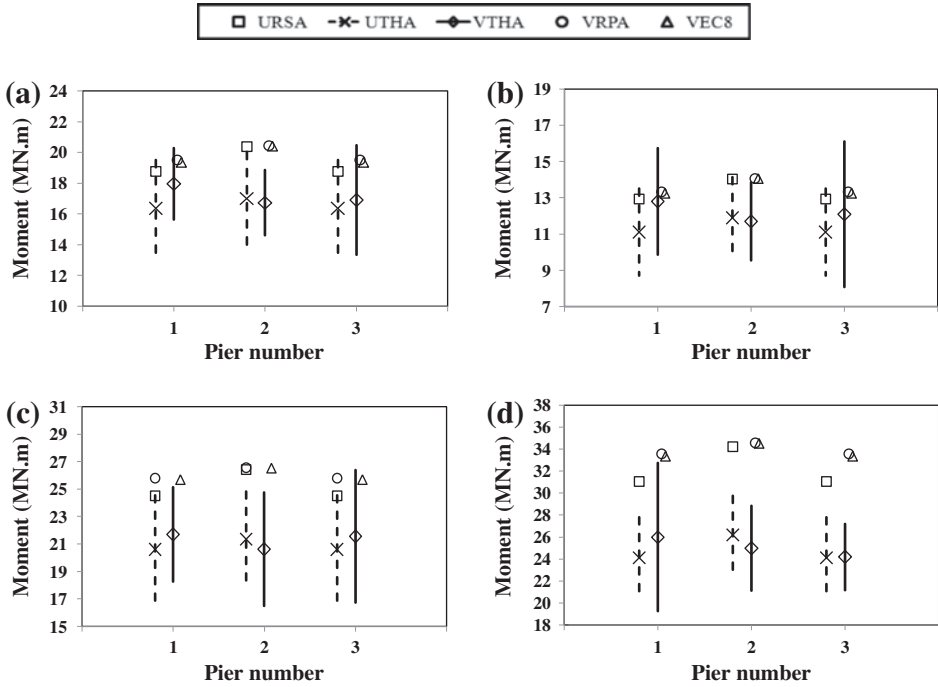 URSA UTHA VTHA VRPA VEC8
(a)
Moment (MN.m)
24
22
20
18
16
14
12
10
1 2 3
Pier number
(b)
Moment (MN.m)
19
17
15
13
11
9
7
1 2 3
Pier number
(c)
Moment (MN.m)
31
29
27
25
23
21
19
17
15
1 2 3
Pier number
(d)
Moment (MN.m)
38
36
34
32
30
28
26
24
22
20
18
1 2 3
Pier number